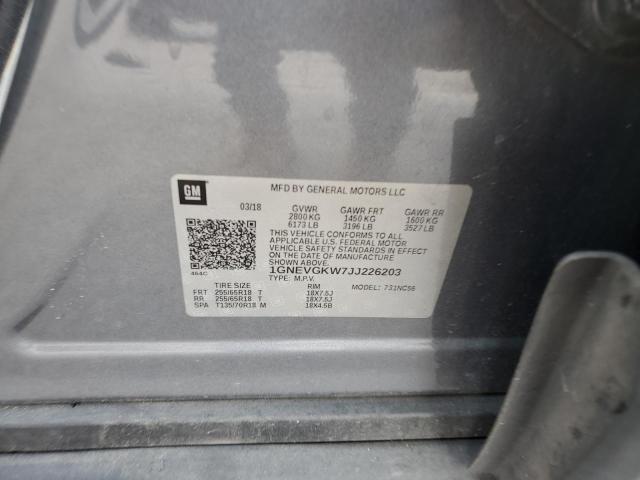 GM
MFD BY GENERAL MOTORS LLC
03/18 GVWR GAWR FRT GAWR RR
2800 KG 1450 KG 1600 KG
6173 LB 3196 LB 3527 LB
THIS VEHICLE CONFORMS TO ALL
APPLICABLE U.S. FEDERAL MOTOR
VEHICLE SAFETY STANDARDS IN EFFECT
ON THE DATE OF MANUFACTURE SHOWN ABOVE.
1GNEVGKW7JJ226203
TYPE: M.P.V. MODEL: 731NC56
464C
TIRE SIZE RIM
FRT 255/65R18 T 18X7.5J
RR 255/65R18 T 18X7.5J
SPA T135/70R18 M 18X4.5B